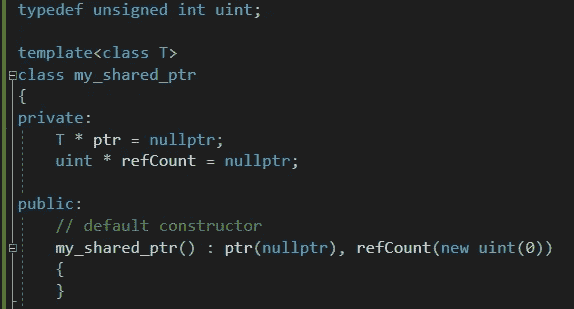 typedef unsigned int uint;
template<class T>
class my_shared_ptr
{
private:
T * ptr = nullptr;
uint * refCount = nullptr;
public:
// default constructor
my_shared_ptr() : ptr(nullptr), refCount(new uint(0))
{
}